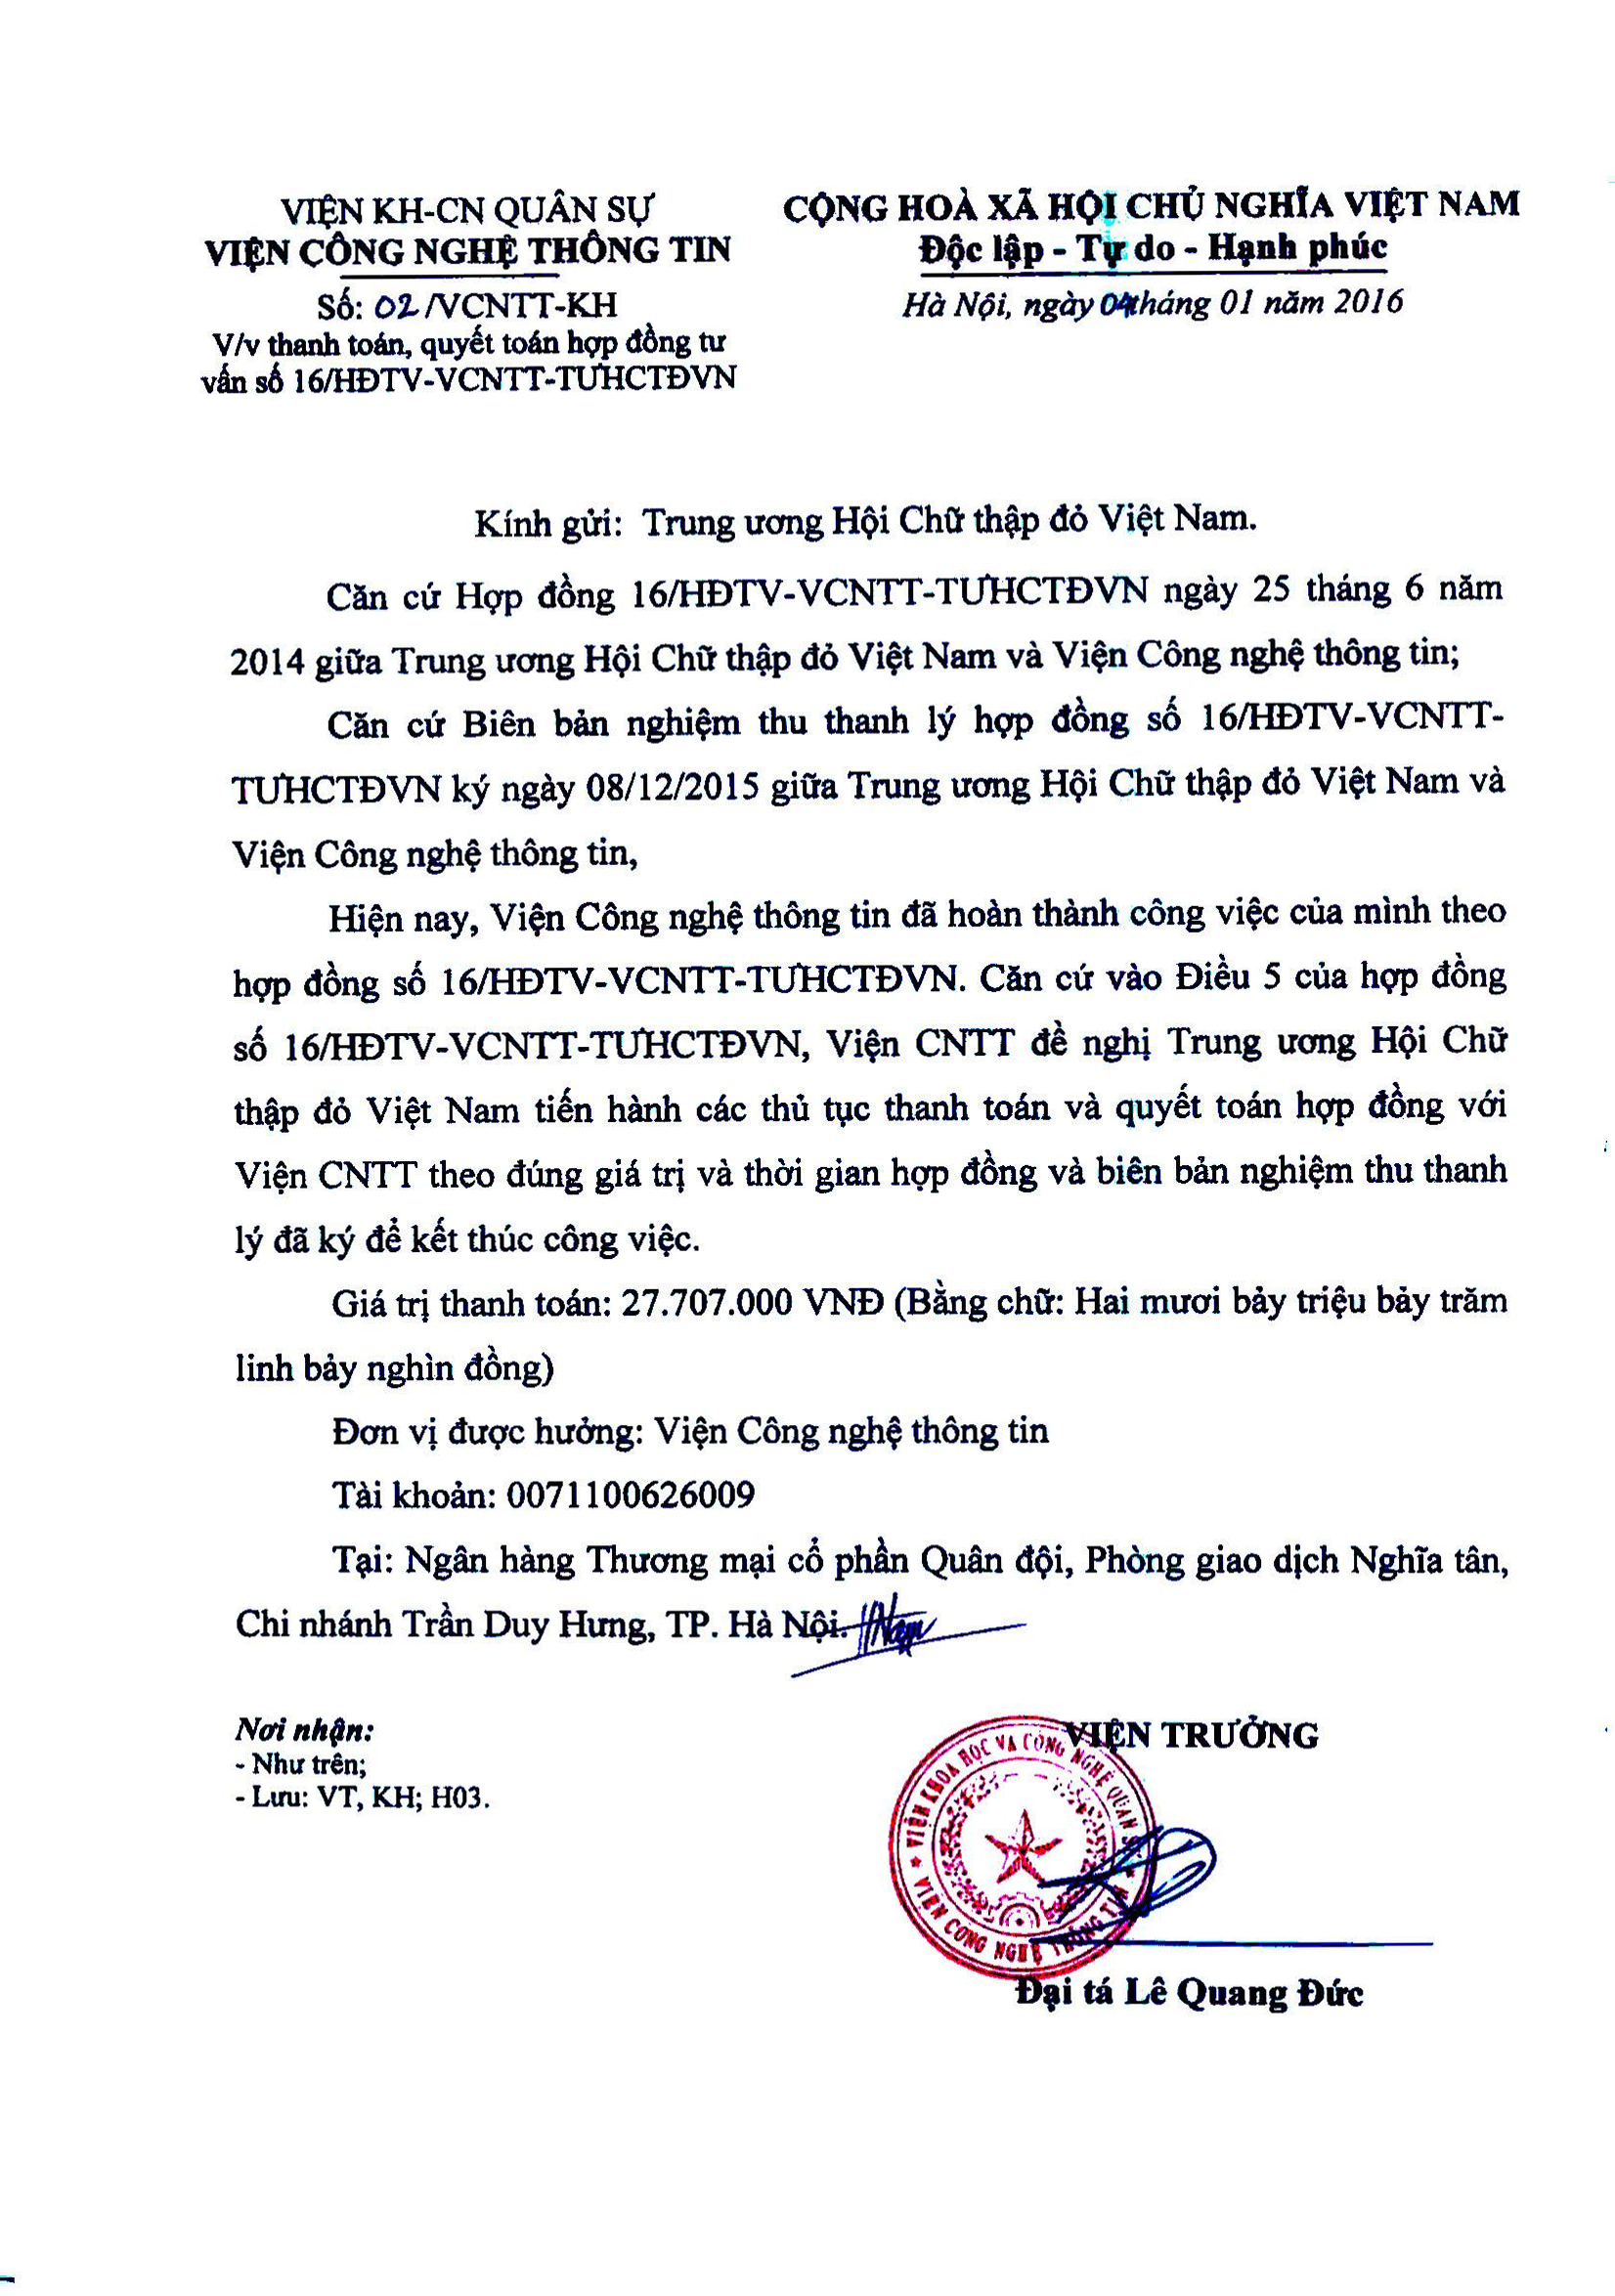 VIỆN KH-CN QUÂN SỰ
VIỆN CÔNG NGHỆ THÔNG TIN
Số: 02/VCNTT-KH
V/v thanh toán, quyết toán hợp đồng tư
vấn số 16/HĐTV-VCNTT-TƯHCTĐVN
CỘNG HOÀ XÃ HỘI CHỦ NGHĨA VIỆT NAM
Độc lập - Tự do - Hạnh phúc
Hà Nội, ngày 04 tháng 01 năm 2016
Kính gửi: Trung ương Hội Chữ thập đỏ Việt Nam.
Căn cứ Hợp đồng 16/HĐTV-VCNTT-TƯHCTĐVN ngày 25 tháng 6 năm
2014 giữa Trung ương Hội Chữ thập đỏ Việt Nam và Viện Công nghệ thông tin;
Căn cứ Biên bản nghiệm thu thanh lý hợp đồng số 16/HĐTV-VCNTT-
TƯHCTĐVN ký ngày 08/12/2015 giữa Trung ương Hội Chữ thập đỏ Việt Nam và
Viện Công nghệ thông tin,
Hiện nay, Viện Công nghệ thông tin đã hoàn thành công việc của mình theo
hợp đồng số 16/HĐTV-VCNTT-TƯHCTĐVN. Căn cứ vào Điều 5 của hợp đồng
số 16/HĐTV-VCNTT-TƯHCTĐVN, Viện CNTT đề nghị Trung ương Hội Chữ
thập đỏ Việt Nam tiến hành các thủ tục thanh toán và quyết toán hợp đồng với
Viện CNTT theo đúng giá trị và thời gian hợp đồng và biên bản nghiệm thu thanh
lý đã ký để kết thúc công việc.
Giá trị thanh toán: 27.707.000 VNĐ (Bằng chữ: Hai mươi bảy triệu bảy trăm
linh bảy nghìn đồng)
Đơn vị được hưởng: Viện Công nghệ thông tin
Tài khoản: 0071100626009
Tại: Ngân hàng Thương mại cổ phần Quân đội, Phòng giao dịch Nghĩa tân,
Chi nhánh Trần Duy Hưng, TP. Hà Nội.
Nơi nhận:
- Như trên;
- Lưu: VT, KH; H03.
VIỆN TRƯỞNG
VIỆN KHOA HỌC VÀ CÔNG NGHỆ QUÂN S
VIỆN CÔNG NGHỆ THÔNG TIN
Đại tá Lê Quang Đức